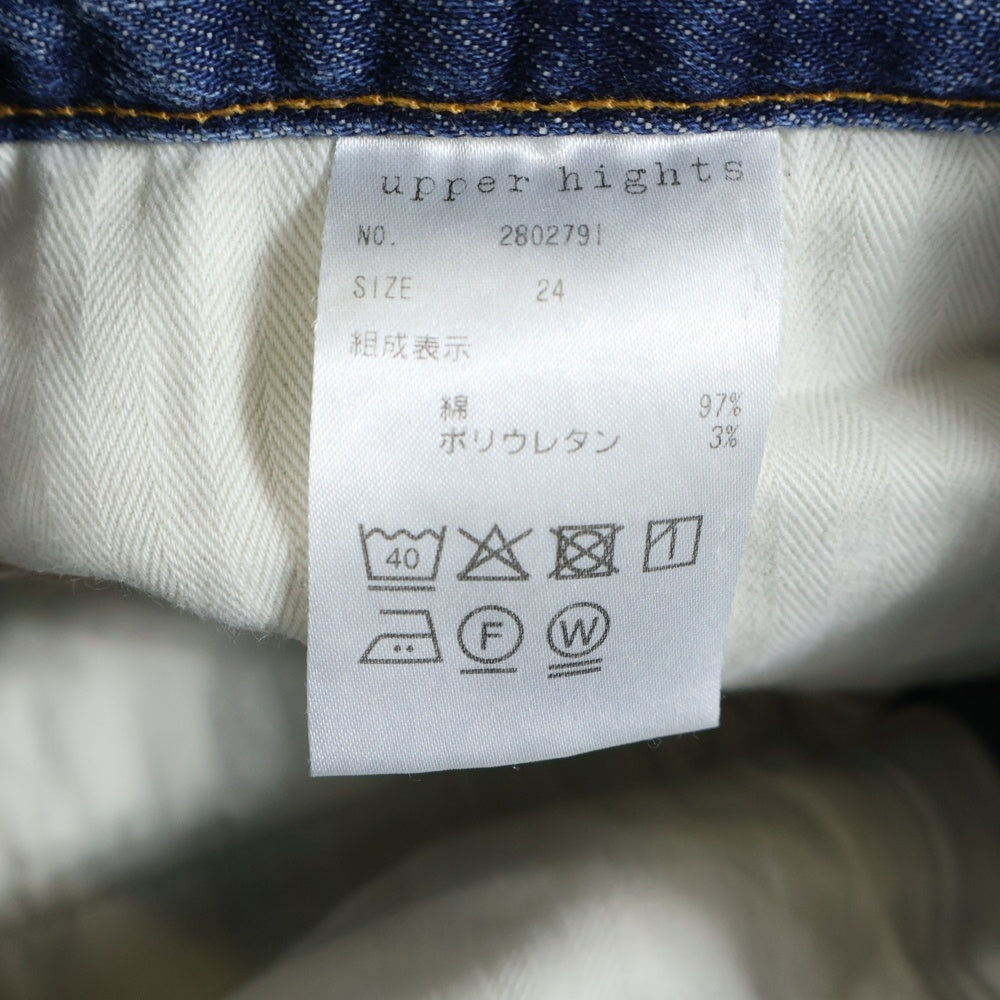 upper hights
NO. 2802791
SIZE 24
組成表示
綿 97%
ポリウレタン 3%
40
F W